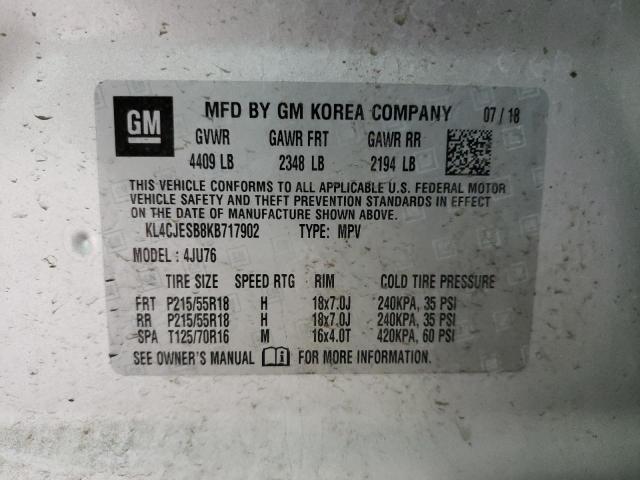 GM MFD BY GM KOREA COMPANY 07 / 18
GVWR GAWR FRT GAWR RR
4409 LB 2348 LB 2194 LB
THIS VEHICLE CONFORMS TO ALL APPLICABLE U.S. FEDERAL MOTOR
VEHICLE SAFETY AND THEFT PREVENTION STANDARDS IN EFFECT
ON THE DATE OF MANUFACTURE SHOWN ABOVE.
KL4CJESB8KB717902 TYPE: MPV
MODEL : 4JU76
TIRE SIZE SPEED RTG RIM COLD TIRE PRESSURE
FRT P215/55R18 H 18x7.0J 240KPA, 35 PSI
RR P215/55R18 H 18x7.0J 240KPA, 35 PSI
SPA T125/70R16 M 16x4.0T 420KPA, 60 PSI
SEE OWNER'S MANUAL FOR MORE INFORMATION.